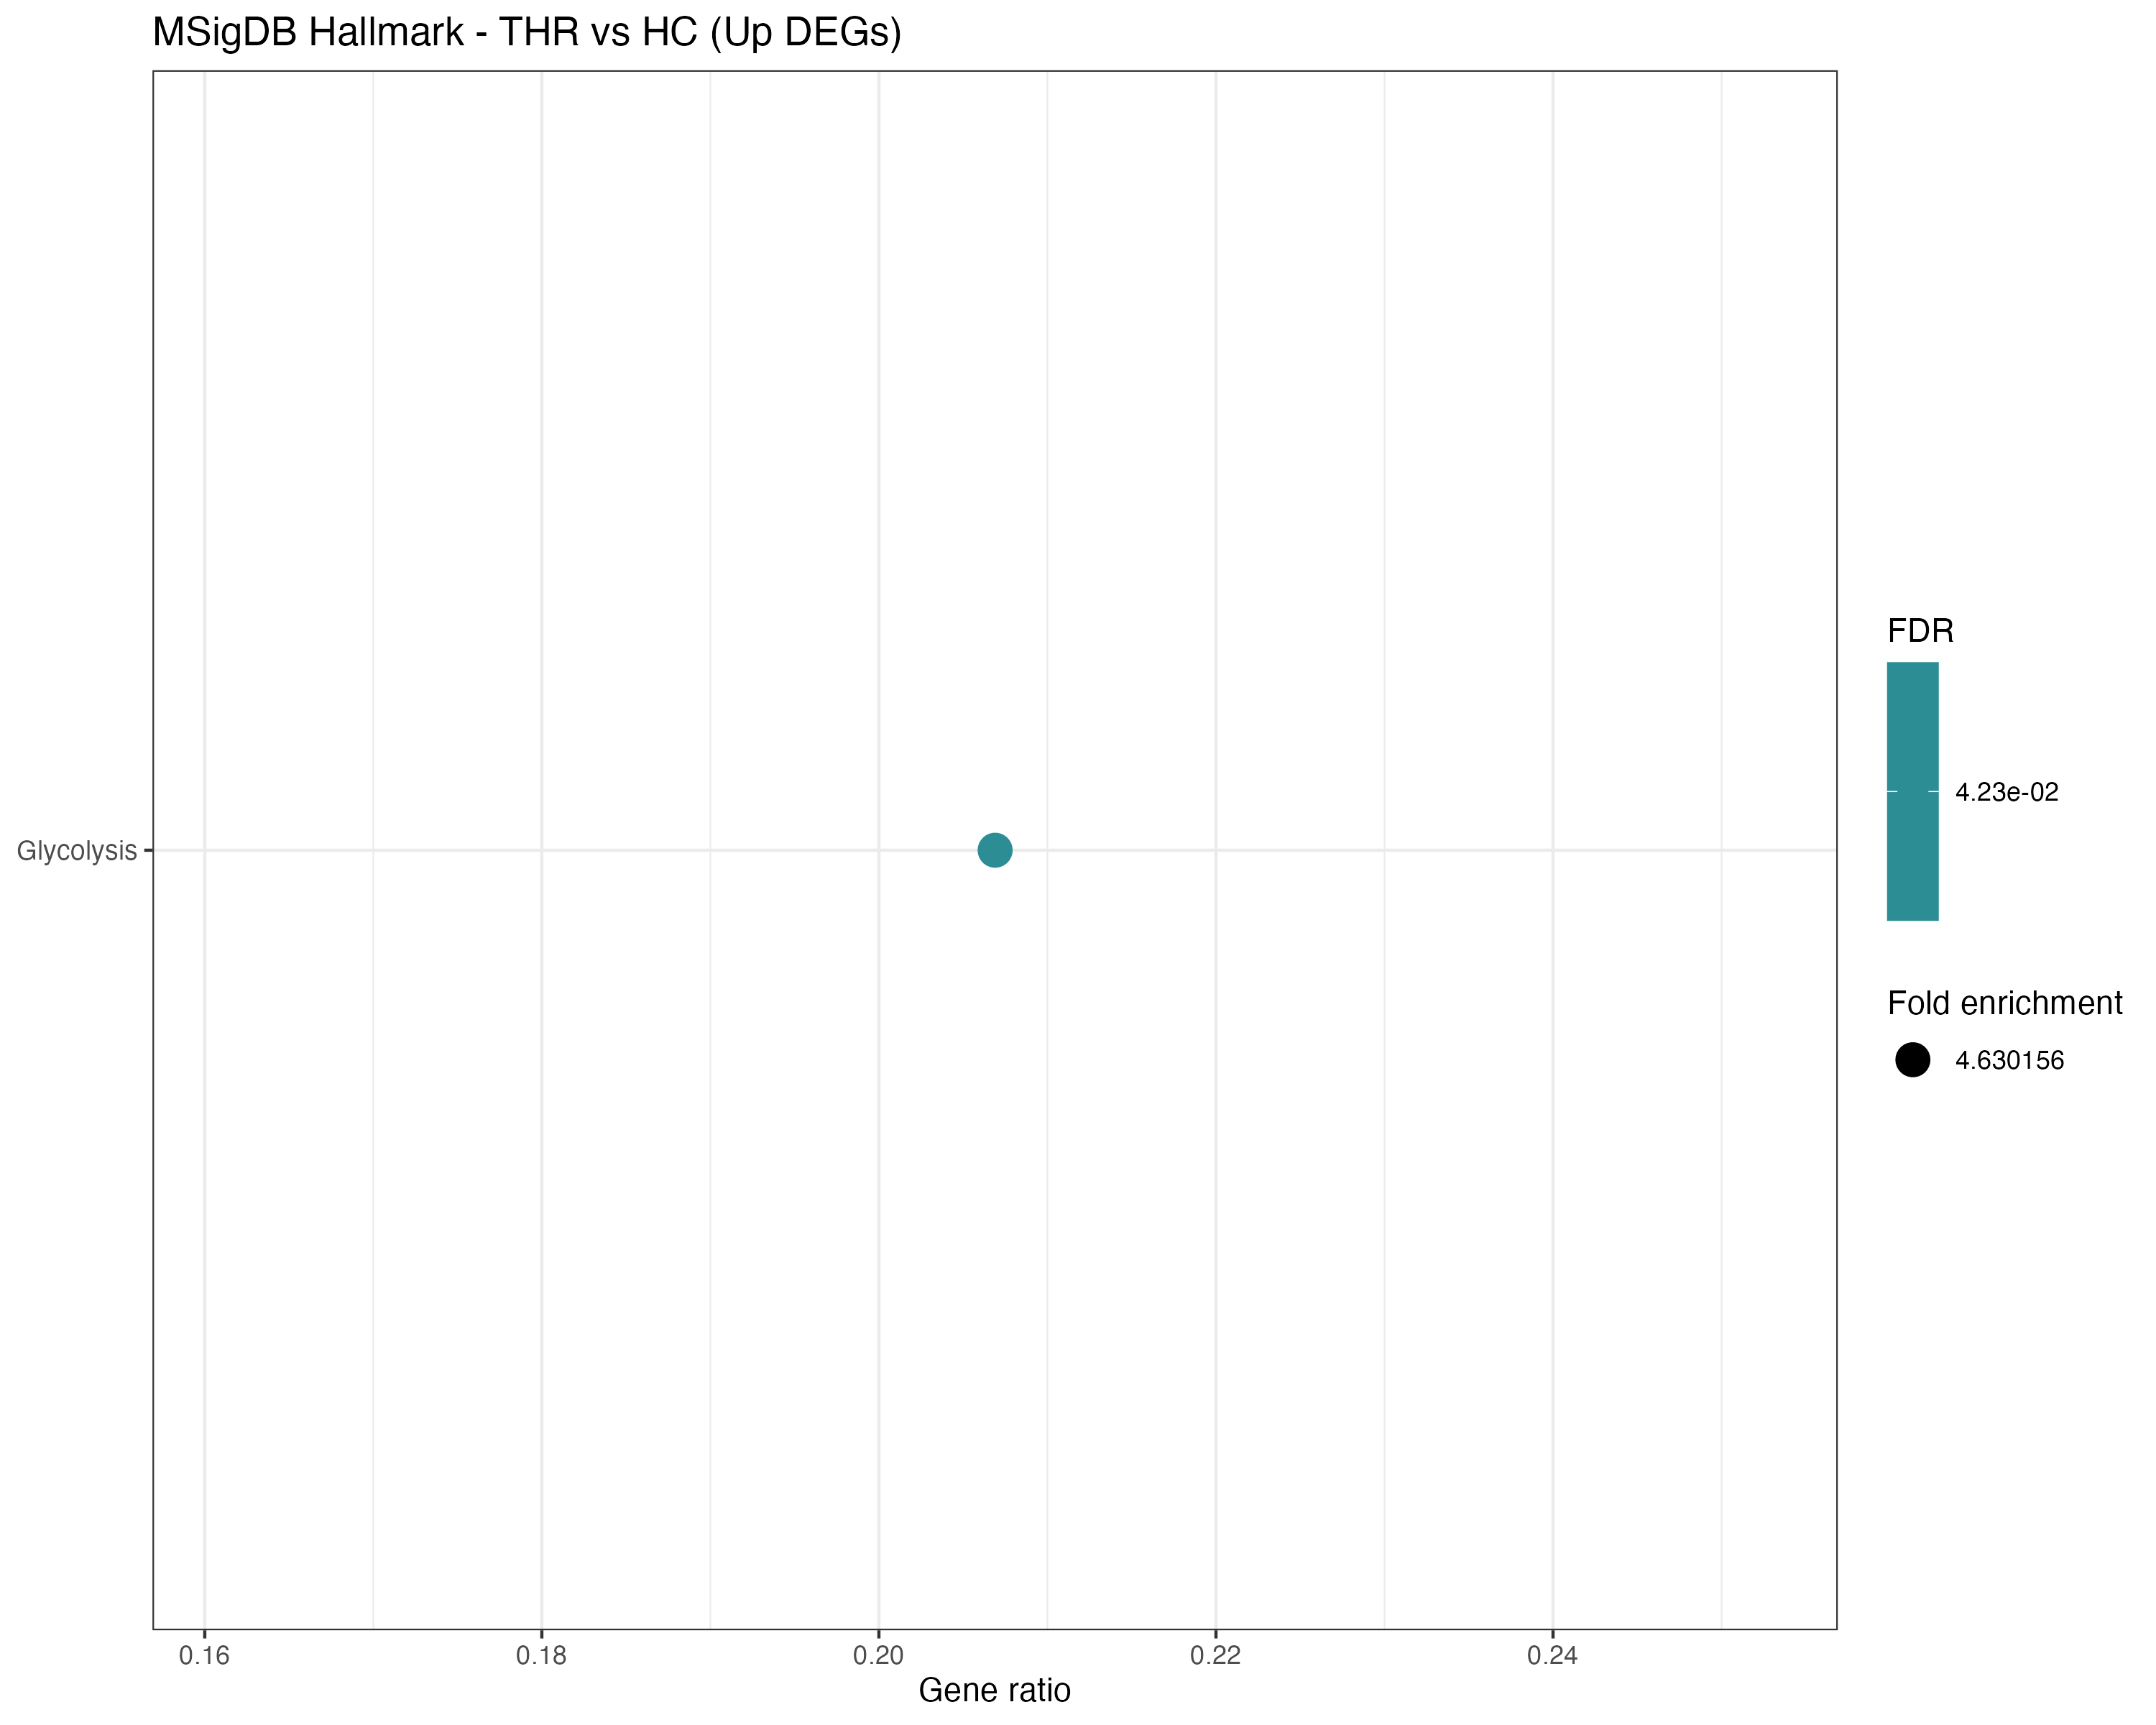 MSigDB Hallmark - THR vs HC (Up DEGs)
Glycolysis
0.16
0.18
0.20
0.22
0.24
Gene ratio
FDR
4.23e-02
Fold enrichment
4.630156